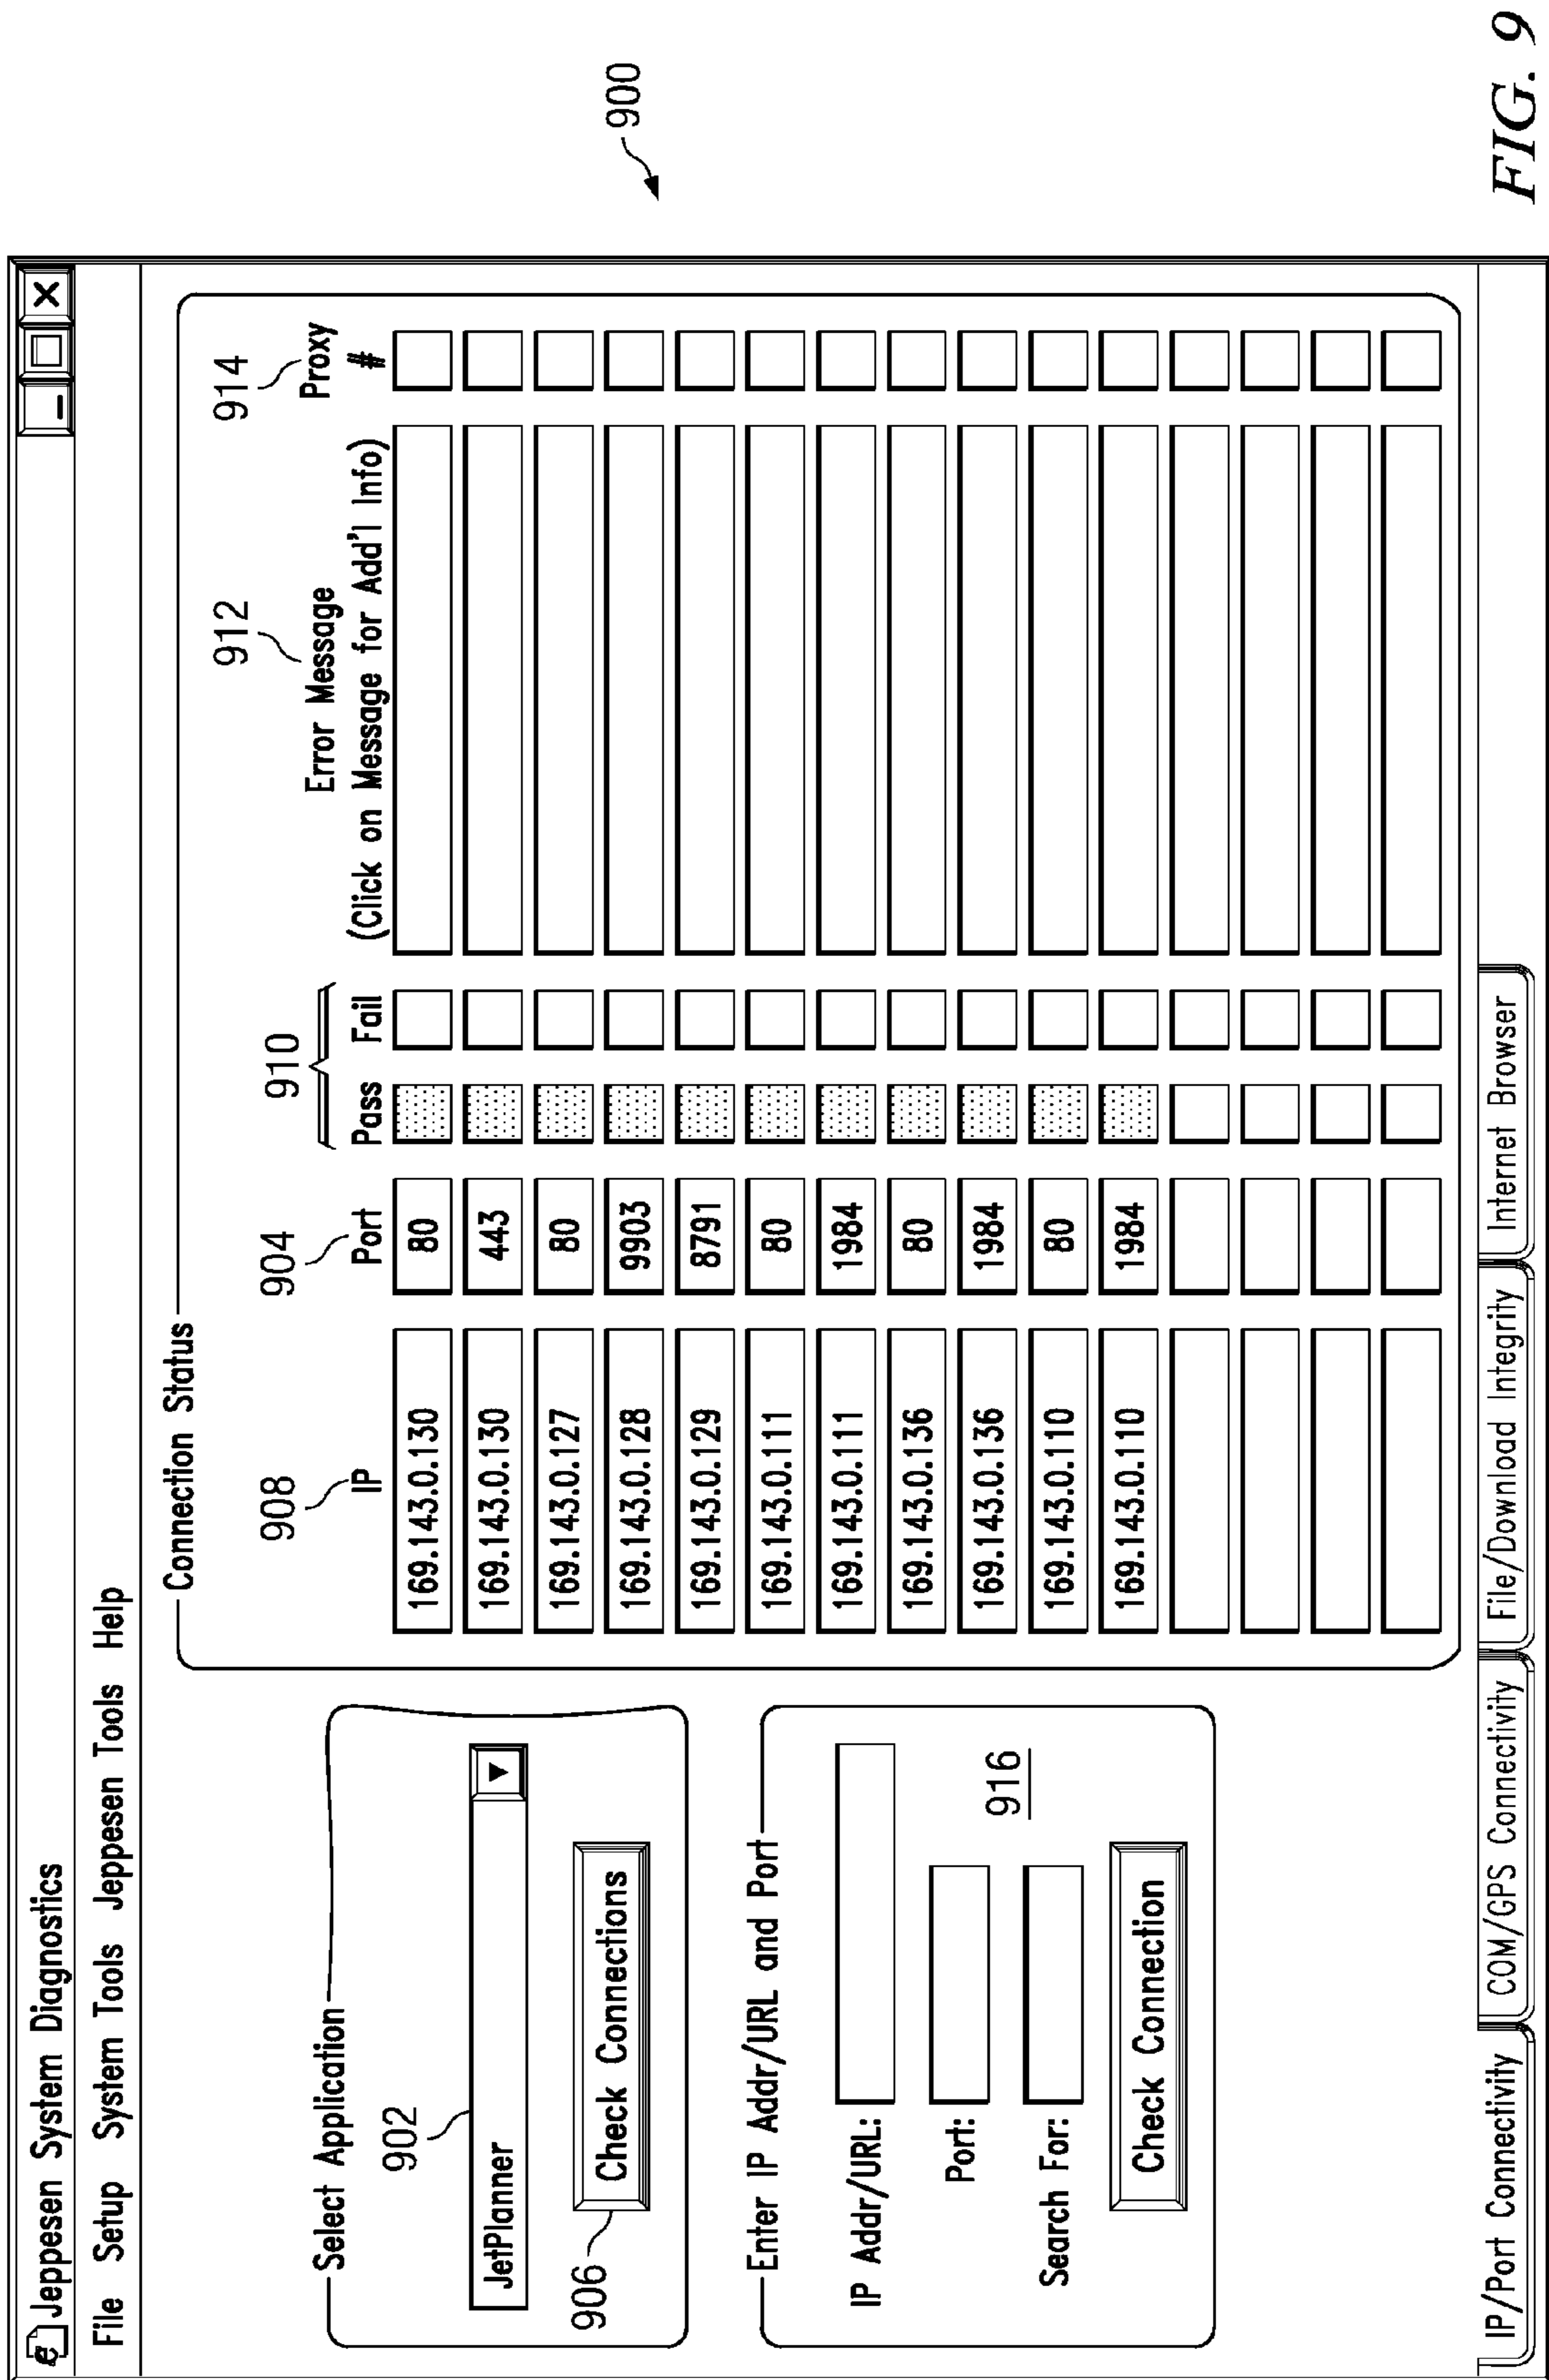 Jeppesen System Diagnostics
File Setup System Tools Jeppesen Tools Help
Select Application
902
JetPlanner
906
Check Connections
Enter IP Addr/URL and Port
IP Addr/URL:
Port:
Search For:
916
Check Connection
Connection Status
908 904 910 912 914
IP Port Pass Fail Error Message (Click on Message for Add'l Info) Proxy #
169.143.0.130 80
169.143.0.130 443
169.143.0.127 80
169.143.0.128 9903
169.143.0.129 8791
169.143.0.111 80
169.143.0.111 1984
169.143.0.136 80
169.143.0.136 1984
169.143.0.110 80
169.143.0.110 1984
IP/Port Connectivity COM/GPS Connectivity File/Download Integrity Internet Browser
900
FIG. 9